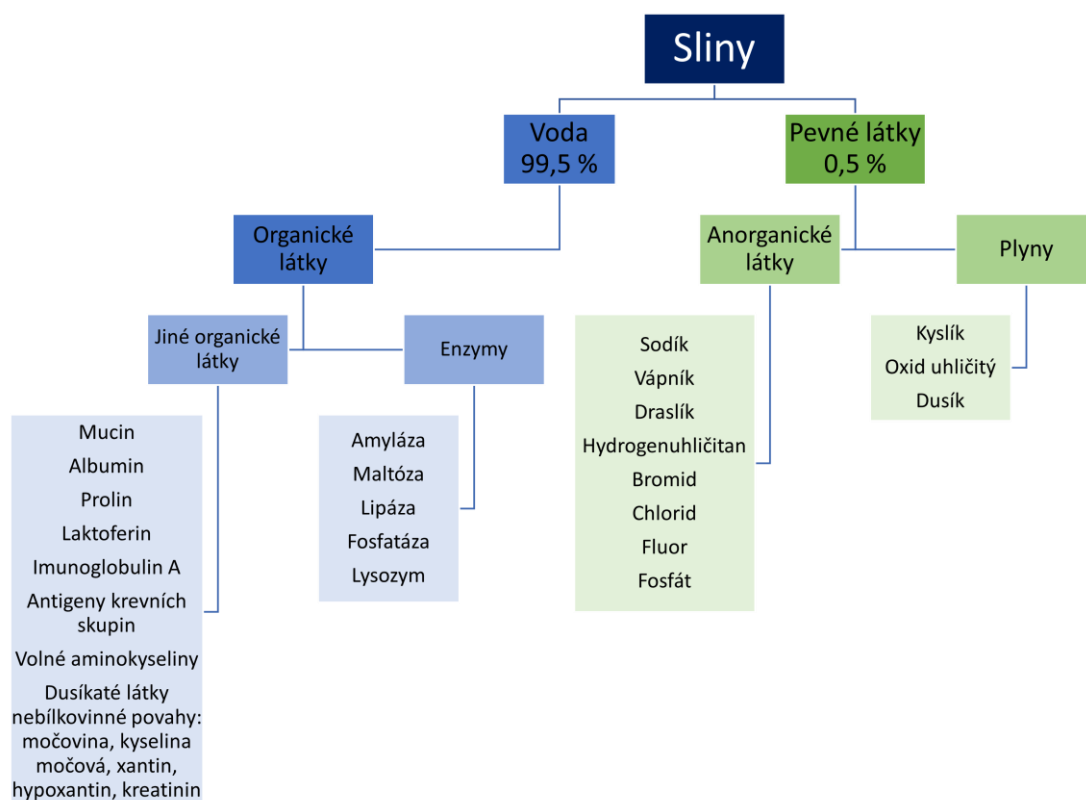 Sliny
Voda
99,5 %
Pevné látky
0,5 %
Organické
látky
Anorganické
látky
Plyny
Jiné organické
látky
Enzymy
Mucin
Albumin
Prolin
Laktoferin
Imunoglobulin A
Antigeny krevních
skupin
Volné aminokyseliny
Dusíkaté látky
nebílkovinné povahy:
močovina, kyselina
močová, xantin,
hypoxantin, kreatinin
Amyláza
Maltóza
Lipáza
Fosfatáza
Lysozym
Sodík
Vápník
Draslík
Hydrogenuhličitan
Bromid
Chlorid
Fluor
Fosfát
Kyslík
Oxid uhličitý
Dusík